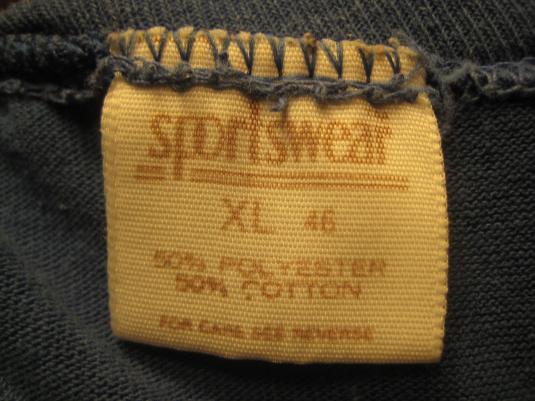 sportswear
XL 46
50% POLYESTER
50% COTTON
FOR CARE SEE REVERSE